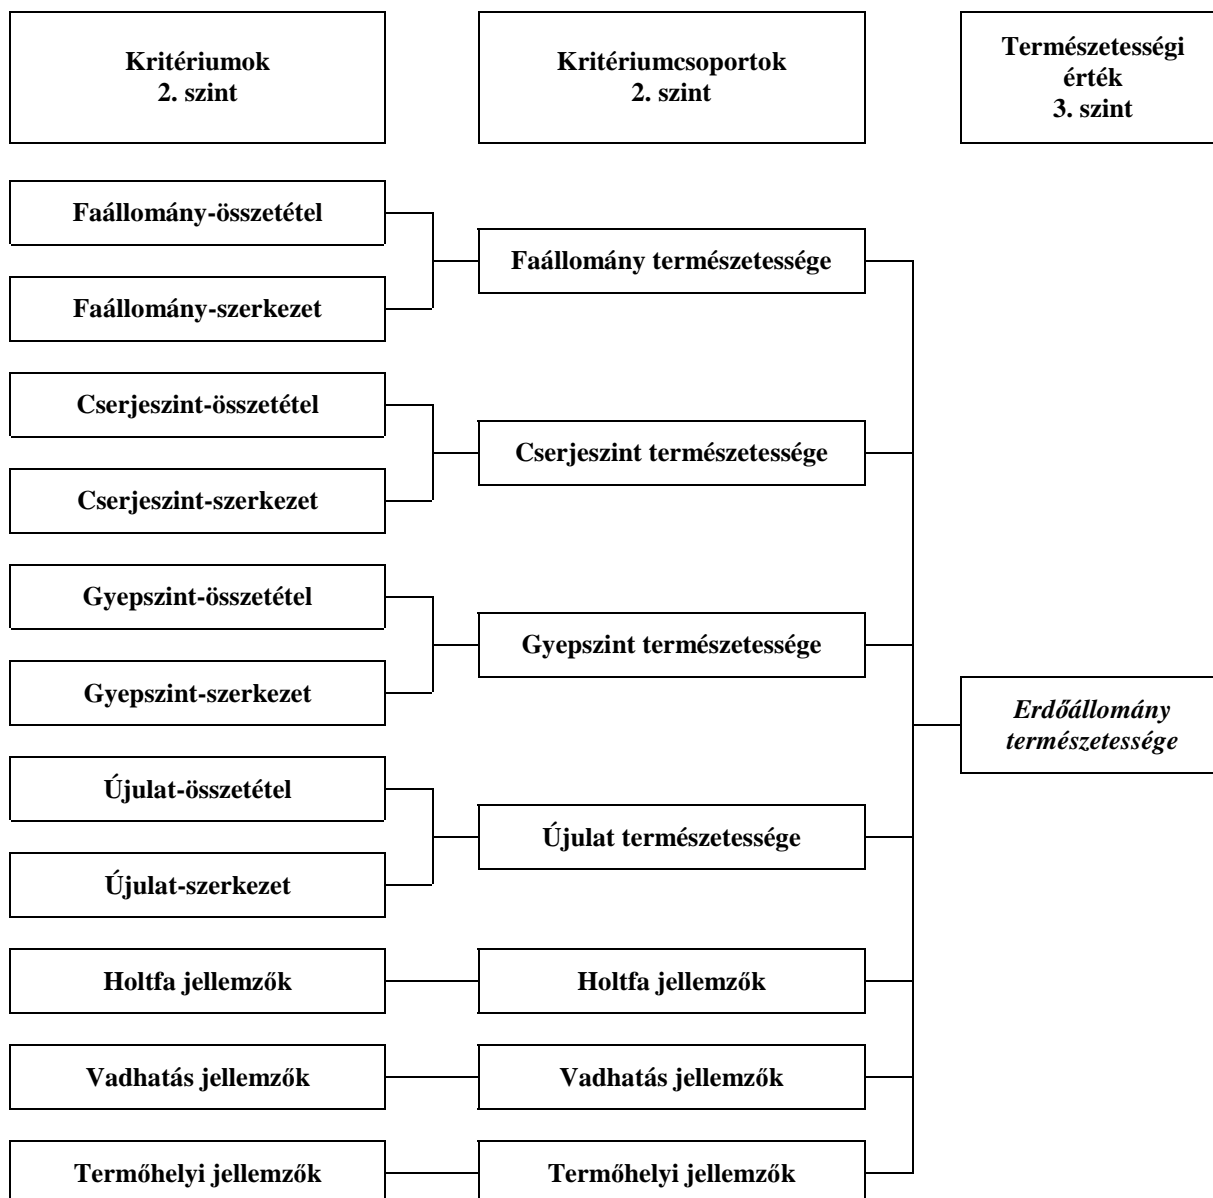 Kritériumok
2. szint
Kritériumcsoportok
2. szint
Természetességi
érték
3. szint
Faállomány-összetétel
Faállomány természetessége
Faállomány-szerkezet
Cserjeszint-összetétel
Cserjeszint természetessége
Cserjeszint-szerkezet
Gyepszint-összetétel
Gyepszint természetessége
Gyepszint-szerkezet
Erdőállomány
természetessége
Újulat-összetétel
Újulat természetessége
Újulat-szerkezet
Holtfa jellemzők
Holtfa jellemzők
Vadhatás jellemzők
Vadhatás jellemzők
Termőhelyi jellemzők
Termőhelyi jellemzők